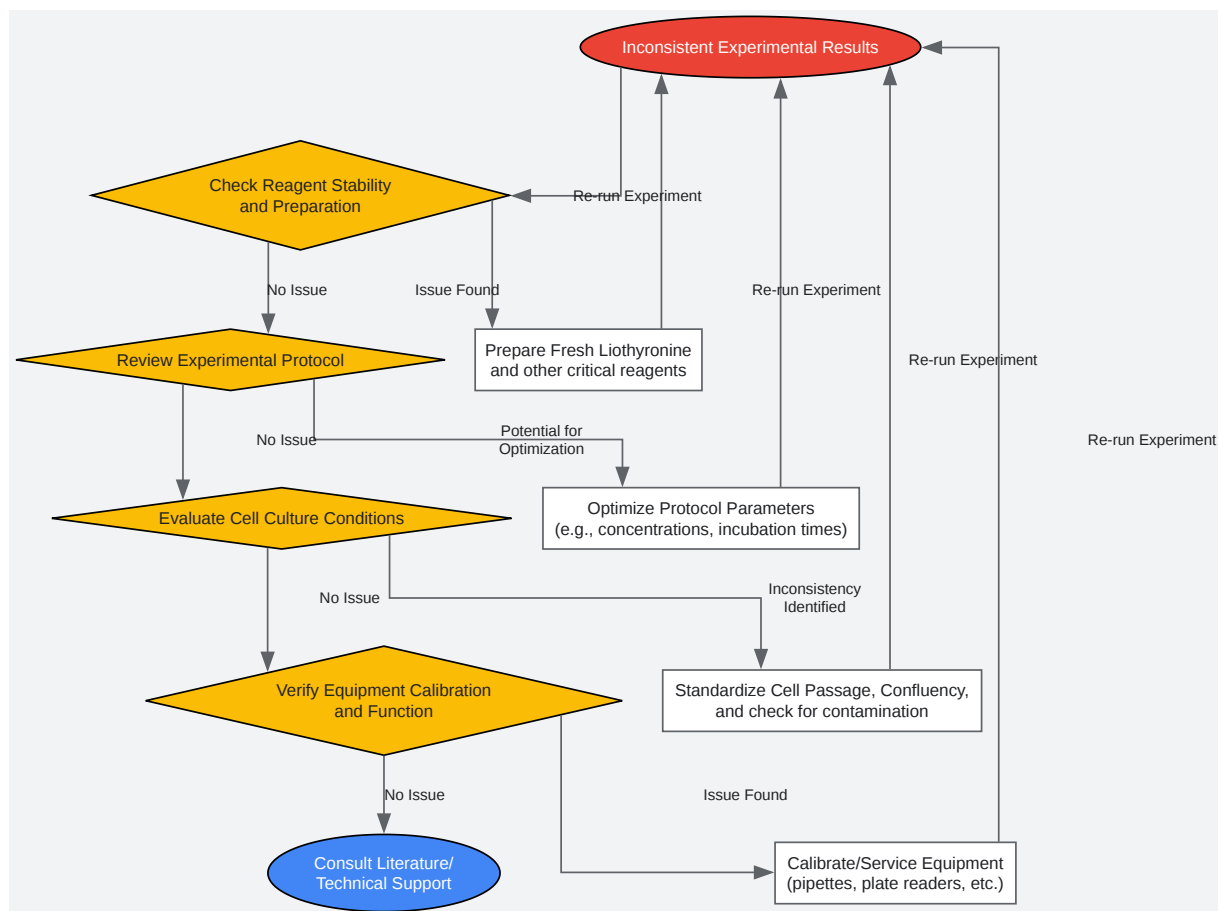 Inconsistent Experimental Results
Check Reagent Stability
and Preparation
Re-run Experiment
No Issue
Issue Found
Re-run Experiment
Review Experimental Protocol
Prepare Fresh Liothyronine
and other critical reagents
Re-run Experiment
No Issue
Potential for
Optimization
Re-run Experiment
Evaluate Cell Culture Conditions
Optimize Protocol Parameters
(e.g., concentrations, incubation times)
No Issue
Inconsistency
Identified
Verify Equipment Calibration
and Function
Standardize Cell Passage, Confluency,
and check for contamination
No Issue
Issue Found
Consult Literature/
Technical Support
Calibrate/Service Equipment
(pipettes, plate readers, etc.)